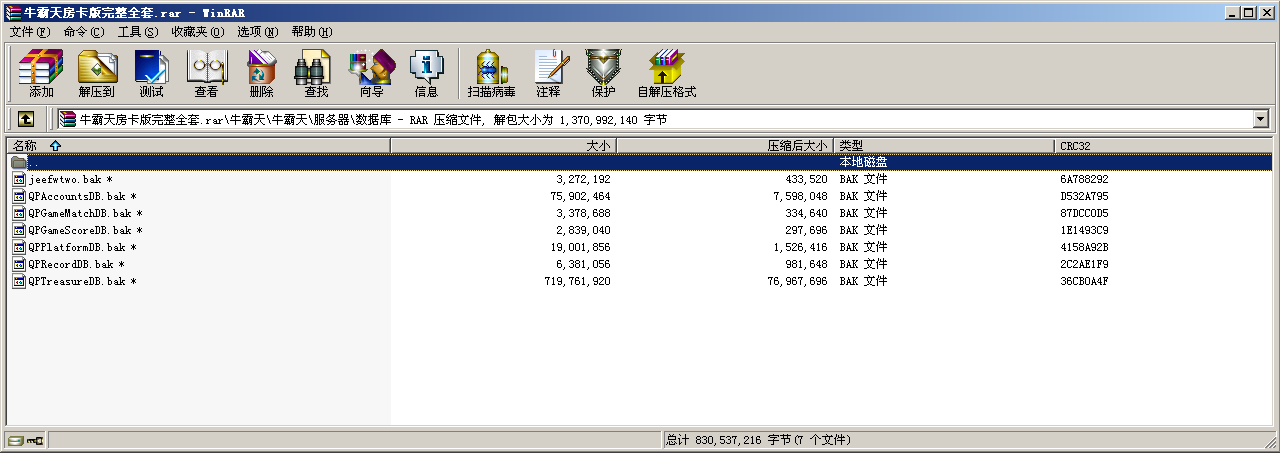 牛霸天房卡版完整全套.rar - WinRAR
文件(F) 命令(C) 工具(S) 收藏夹(O) 选项(N) 帮助(H)
添加 解压到 测试 查看 删除 查找 向导 信息 扫描病毒 注释 保护 自解压格式
牛霸天房卡版完整全套.rar\牛霸天\牛霸天\服务器\数据库 - RAR 压缩文件, 解包大小为 1,370,992,140 字节
名称 大小 压缩后大小 类型 CRC32
.. 本地磁盘
jeefwtwo.bak * 3,272,192 433,520 BAK 文件 6A788292
QPAccountsDB.bak * 75,902,464 7,598,048 BAK 文件 D532A795
QPGameMatchDB.bak * 3,378,688 334,640 BAK 文件 87DCC0D5
QPGameScoreDB.bak * 2,839,040 297,696 BAK 文件 1E1493C9
QPPlatformDB.bak * 19,001,856 1,526,416 BAK 文件 4158A92B
QPRecordDB.bak * 6,381,056 981,648 BAK 文件 2C2AE1F9
QPTreasureDB.bak * 719,761,920 76,967,696 BAK 文件 36CB0A4F
总计 830,537,216 字节(7 个文件)